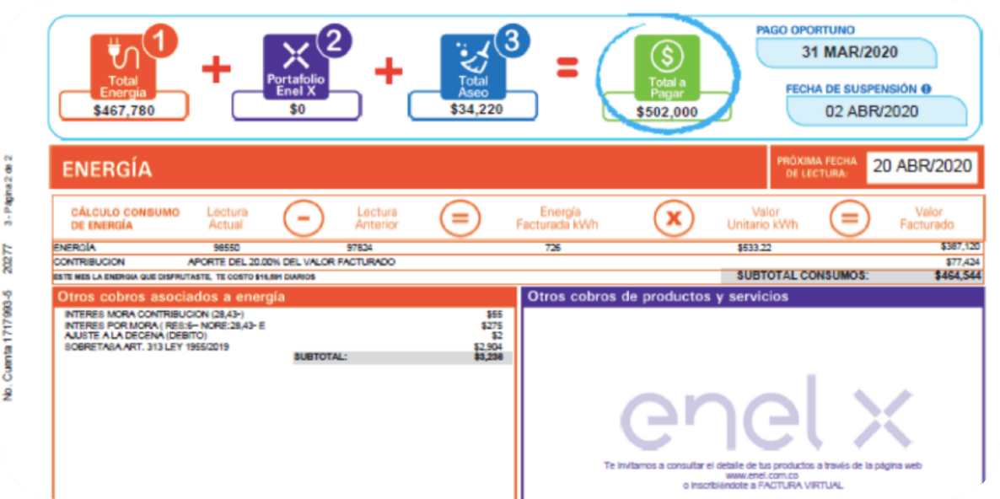 1
Total
Energía
$467,780
+
2
Portafolio
Enel X
$0
+
3
Total
Aseo
$34,220
=
$
Total a
Pagar
$502,000
PAGO OPORTUNO
31 MAR/2020
FECHA DE SUSPENSIÓN
02 ABR/2020
No. Cuenta 1717993-5 20277 3 - Página 2 de 2
ENERGÍA
PRÓXIMA FECHA
DE LECTURA:
20 ABR/2020
CÁLCULO CONSUMO
DE ENERGÍA
Lectura
Actual
-
Lectura
Anterior
=
Energía
Facturada kWh
x
Valor
Unitario kWh
=
Valor
Facturado
ENERGÍA 98550 97824 726 $533.22 $387,120
CONTRIBUCION APORTE DEL 20.00% DEL VALOR FACTURADO $77,424
ESTE MES LA ENERGIA QUE DISFRUTASTE, TE COSTO $16,591 DIARIOS SUBTOTAL CONSUMOS: $464,544
Otros cobros asociados a energía
INTERES MORA CONTRIBUCION (28,43-) $55
INTERES POR MORA ( RES:6-- NORE:28,43- E $275
AJUSTE A LA DECENA (DEBITO) $2
SOBRETASA ART. 313 LEY 1955/2019 $2,904
SUBTOTAL: $3,236
Otros cobros de productos y servicios
enel x
Te invitamos a consultar el detalle de tus productos a través de la página web
www.enel.com.co
o inscribiéndote a FACTURA VIRTUAL